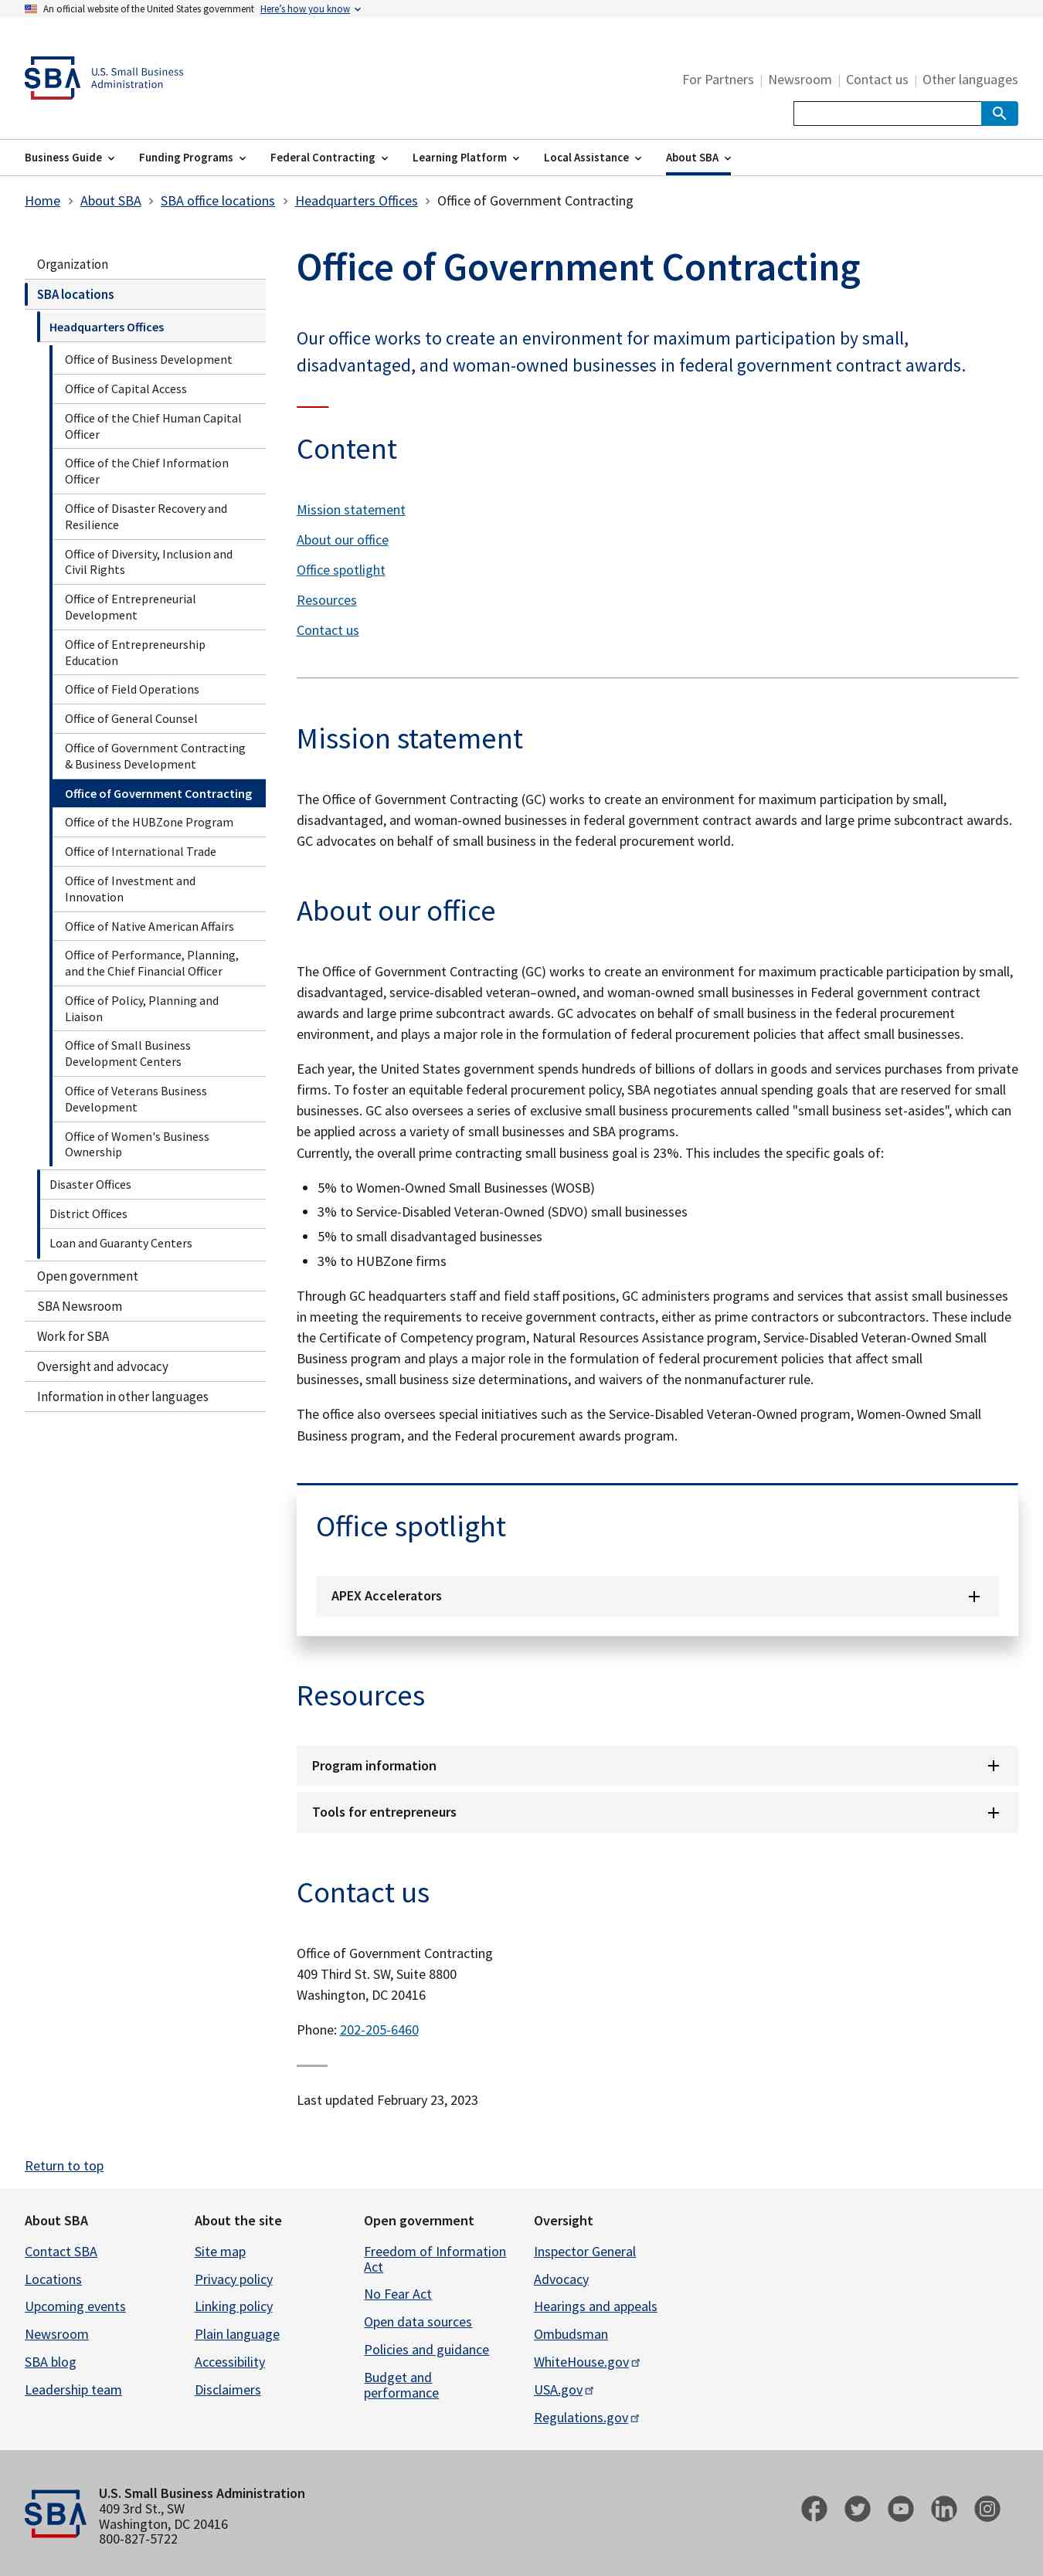 An official website of the United States government Here's how you know
SBA U.S. Small Business
Administration
For Partners | Newsroom | Contact us | Other languages
Business Guide Funding Programs Federal Contracting Learning Platform Local Assistance About SBA
Home > About SBA > SBA office locations > Headquarters Offices > Office of Government Contracting
Organization
SBA locations
Headquarters Offices
Office of Business Development
Office of Capital Access
Office of the Chief Human Capital
Officer
Office of the Chief Information
Officer
Office of Disaster Recovery and
Resilience
Office of Diversity, Inclusion and
Civil Rights
Office of Entrepreneurial
Development
Office of Entrepreneurship
Education
Office of Field Operations
Office of General Counsel
Office of Government Contracting
& Business Development
Office of Government Contracting
Office of the HUBZone Program
Office of International Trade
Office of Investment and
Innovation
Office of Native American Affairs
Office of Performance, Planning,
and the Chief Financial Officer
Office of Policy, Planning and
Liaison
Office of Small Business
Development Centers
Office of Veterans Business
Development
Office of Women's Business
Ownership
Disaster Offices
District Offices
Loan and Guaranty Centers
Open government
SBA Newsroom
Work for SBA
Oversight and advocacy
Information in other languages
Office of Government Contracting
Our office works to create an environment for maximum participation by small,
disadvantaged, and woman-owned businesses in federal government contract awards.
Content
Mission statement
About our office
Office spotlight
Resources
Contact us
Mission statement
The Office of Government Contracting (GC) works to create an environment for maximum participation by small,
disadvantaged, and woman-owned businesses in federal government contract awards and large prime subcontract awards.
GC advocates on behalf of small business in the federal procurement world.
About our office
The Office of Government Contracting (GC) works to create an environment for maximum practicable participation by small,
disadvantaged, service-disabled veteran–owned, and woman-owned small businesses in Federal government contract
awards and large prime subcontract awards. GC advocates on behalf of small business in the federal procurement
environment, and plays a major role in the formulation of federal procurement policies that affect small businesses.
Each year, the United States government spends hundreds of billions of dollars in goods and services purchases from private
firms. To foster an equitable federal procurement policy, SBA negotiates annual spending goals that are reserved for small
businesses. GC also oversees a series of exclusive small business procurements called "small business set-asides", which can
be applied across a variety of small businesses and SBA programs.
Currently, the overall prime contracting small business goal is 23%. This includes the specific goals of:
• 5% to Women-Owned Small Businesses (WOSB)
• 3% to Service-Disabled Veteran-Owned (SDVO) small businesses
• 5% to small disadvantaged businesses
• 3% to HUBZone firms
Through GC headquarters staff and field staff positions, GC administers programs and services that assist small businesses
in meeting the requirements necessary to receive government contracts, either as prime contractors or subcontractors. These include
the Certificate of Competency program, Natural Resources Assistance program, Service-Disabled Veteran-Owned Small
Business program and plays a major role in the formulation of federal procurement policies that affect small
businesses, small business size determinations, and waivers of the nonmanufacturer rule.
The office also oversees special initiatives such as the Service-Disabled Veteran-Owned program, Women-Owned Small
Business program, and the Federal procurement awards program.
Office spotlight
APEX Accelerators
Resources
Program information
Tools for entrepreneurs
Contact us
Office of Government Contracting
409 Third St. SW, Suite 8800
Washington, DC 20416
Phone: 202-205-6460
Last updated February 23, 2023
Return to top
About SBA
Contact SBA
Locations
Upcoming events
Newsroom
SBA blog
Leadership team
About the site
Site map
Privacy policy
Linking policy
Plain language
Accessibility
Disclaimers
Open government
Freedom of Information
Act
No Fear Act
Open data sources
Policies and guidance
Budget and
performance
Oversight
Inspector General
Advocacy
Hearings and appeals
Ombudsman
WhiteHouse.gov
USA.gov
Regulations.gov
SBA U.S. Small Business Administration
409 3rd St., SW
Washington, DC 20416
800-827-5722